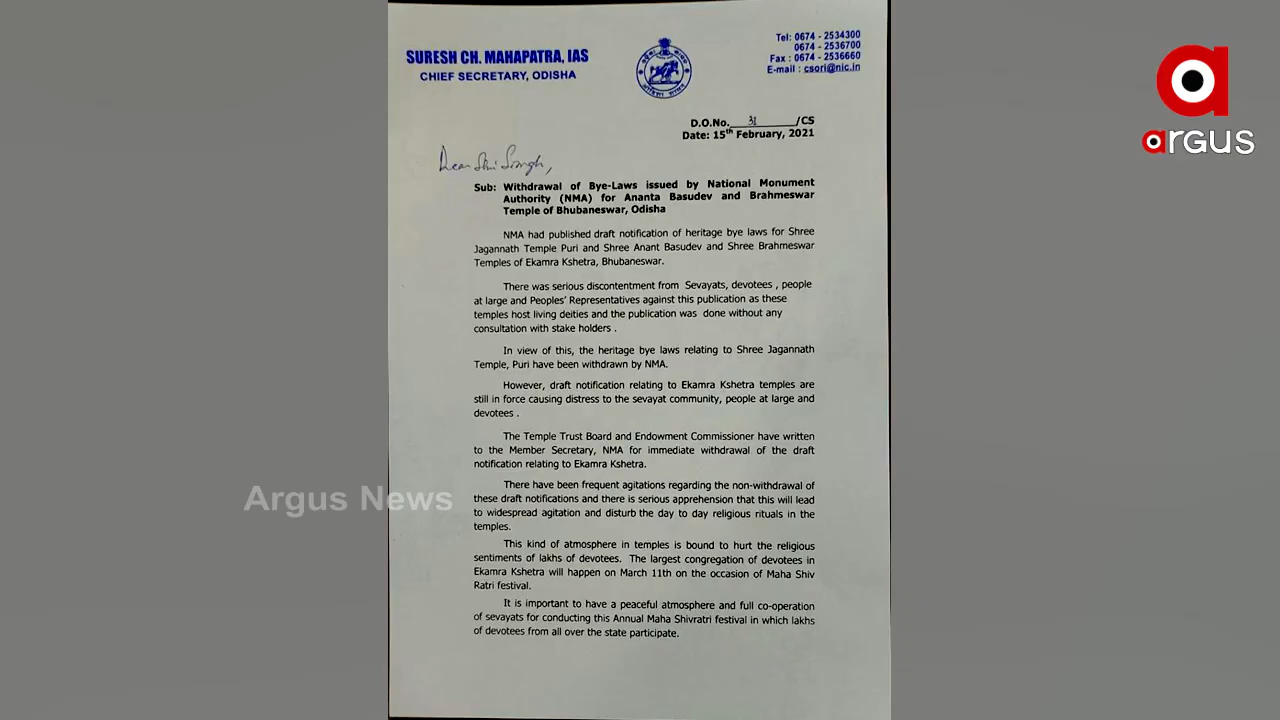 SURESH CH. MAHAPATRA, IAS
CHIEF SECRETARY, ODISHA
Tel: 0674 - 2534300
0674 - 2536700
Fax : 0674 - 2536660
E-mail : csori@nic.in
argus
D.O.No. 31 /CS
Date: 15th February, 2021
Dear Shri Singh,
Sub: Withdrawal of Bye-Laws issued by National Monument
Authority (NMA) for Ananta Basudev and Brahmeswar
Temple of Bhubaneswar, Odisha
NMA had published draft notification of heritage bye laws for Shree
Jagannath Temple Puri and Shree Anant Basudev and Shree Brahmeswar
Temples of Ekamra Kshetra, Bhubaneswar.
There was serious discontentment from Sevayats, devotees , people
at large and Peoples' Representatives against this publication as these
temples host living deities and the publication was done without any
consultation with stake holders .
In view of this, the heritage bye laws relating to Shree Jagannath
Temple, Puri have been withdrawn by NMA.
However, draft notification relating to Ekamra Kshetra temples are
still in force causing distress to the sevayat community, people at large and
devotees .
The Temple Trust Board and Endowment Commissioner have written
to the Member Secretary, NMA for immediate withdrawal of the draft
notification relating to Ekamra Kshetra.
There have been frequent agitations regarding the non-withdrawal of
these draft notifications and there is serious apprehension that this will lead
to widespread agitation and disturb the day to day religious rituals in the
temples.
Argus News
This kind of atmosphere in temples is bound to hurt the religious
sentiments of lakhs of devotees. The largest congregation of devotees in
Ekamra Kshetra will happen on March 11th on the occasion of Maha Shiv
Ratri festival.
It is important to have a peaceful atmosphere and full co-operation
of sevayats for conducting this Annual Maha Shivratri festival in which lakhs
of devotees from all over the state participate.